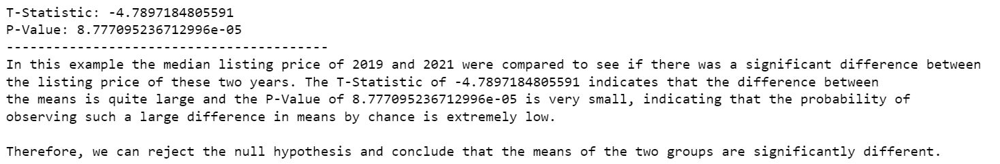 T-Statistic: -4.7897184805591
P-Value: 8.777095236712996e-05
-----------------------------------------
In this example the median listing price of 2019 and 2021 were compared to see if there was a significant difference between
the listing price of these two years. The T-Statistic of -4.7897184805591 indicates that the difference between
the means is quite large and the P-Value of 8.777095236712996e-05 is very small, indicating that the probability of
observing such a large difference in means by chance is extremely low.
Therefore, we can reject the null hypothesis and conclude that the means of the two groups are significantly different.